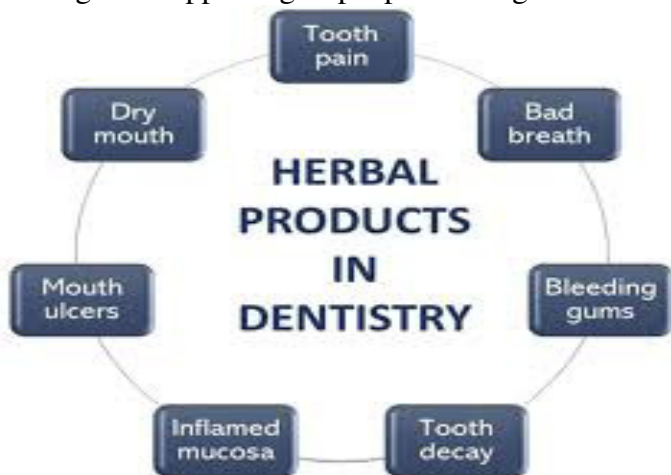 Tooth
pain
Dry
mouth
Bad
breath
HERBAL
PRODUCTS
IN
DENTISTRY
Mouth
ulcers
Bleeding
gums
Inflamed
mucosa
Tooth
decay